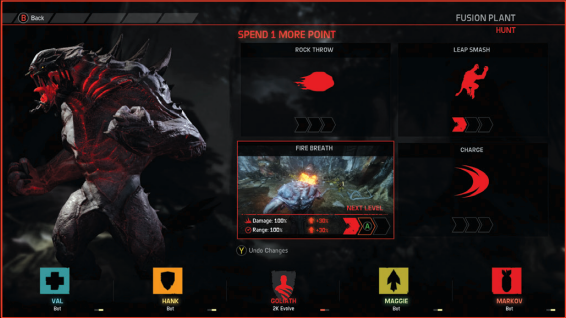 B Back
FUSION PLANT
HUNT
SPEND 1 MORE POINT
ROCK THROW
LEAP SMASH
FIRE BREATH
CHARGE
NEXT LEVEL
Damage: 100%
Range: 100%
A
Y Undo Changes
VAL
Bot
HANK
Bot
GOLIATH
2K Evolve
MAGGIE
Bot
MARKOV
Bot